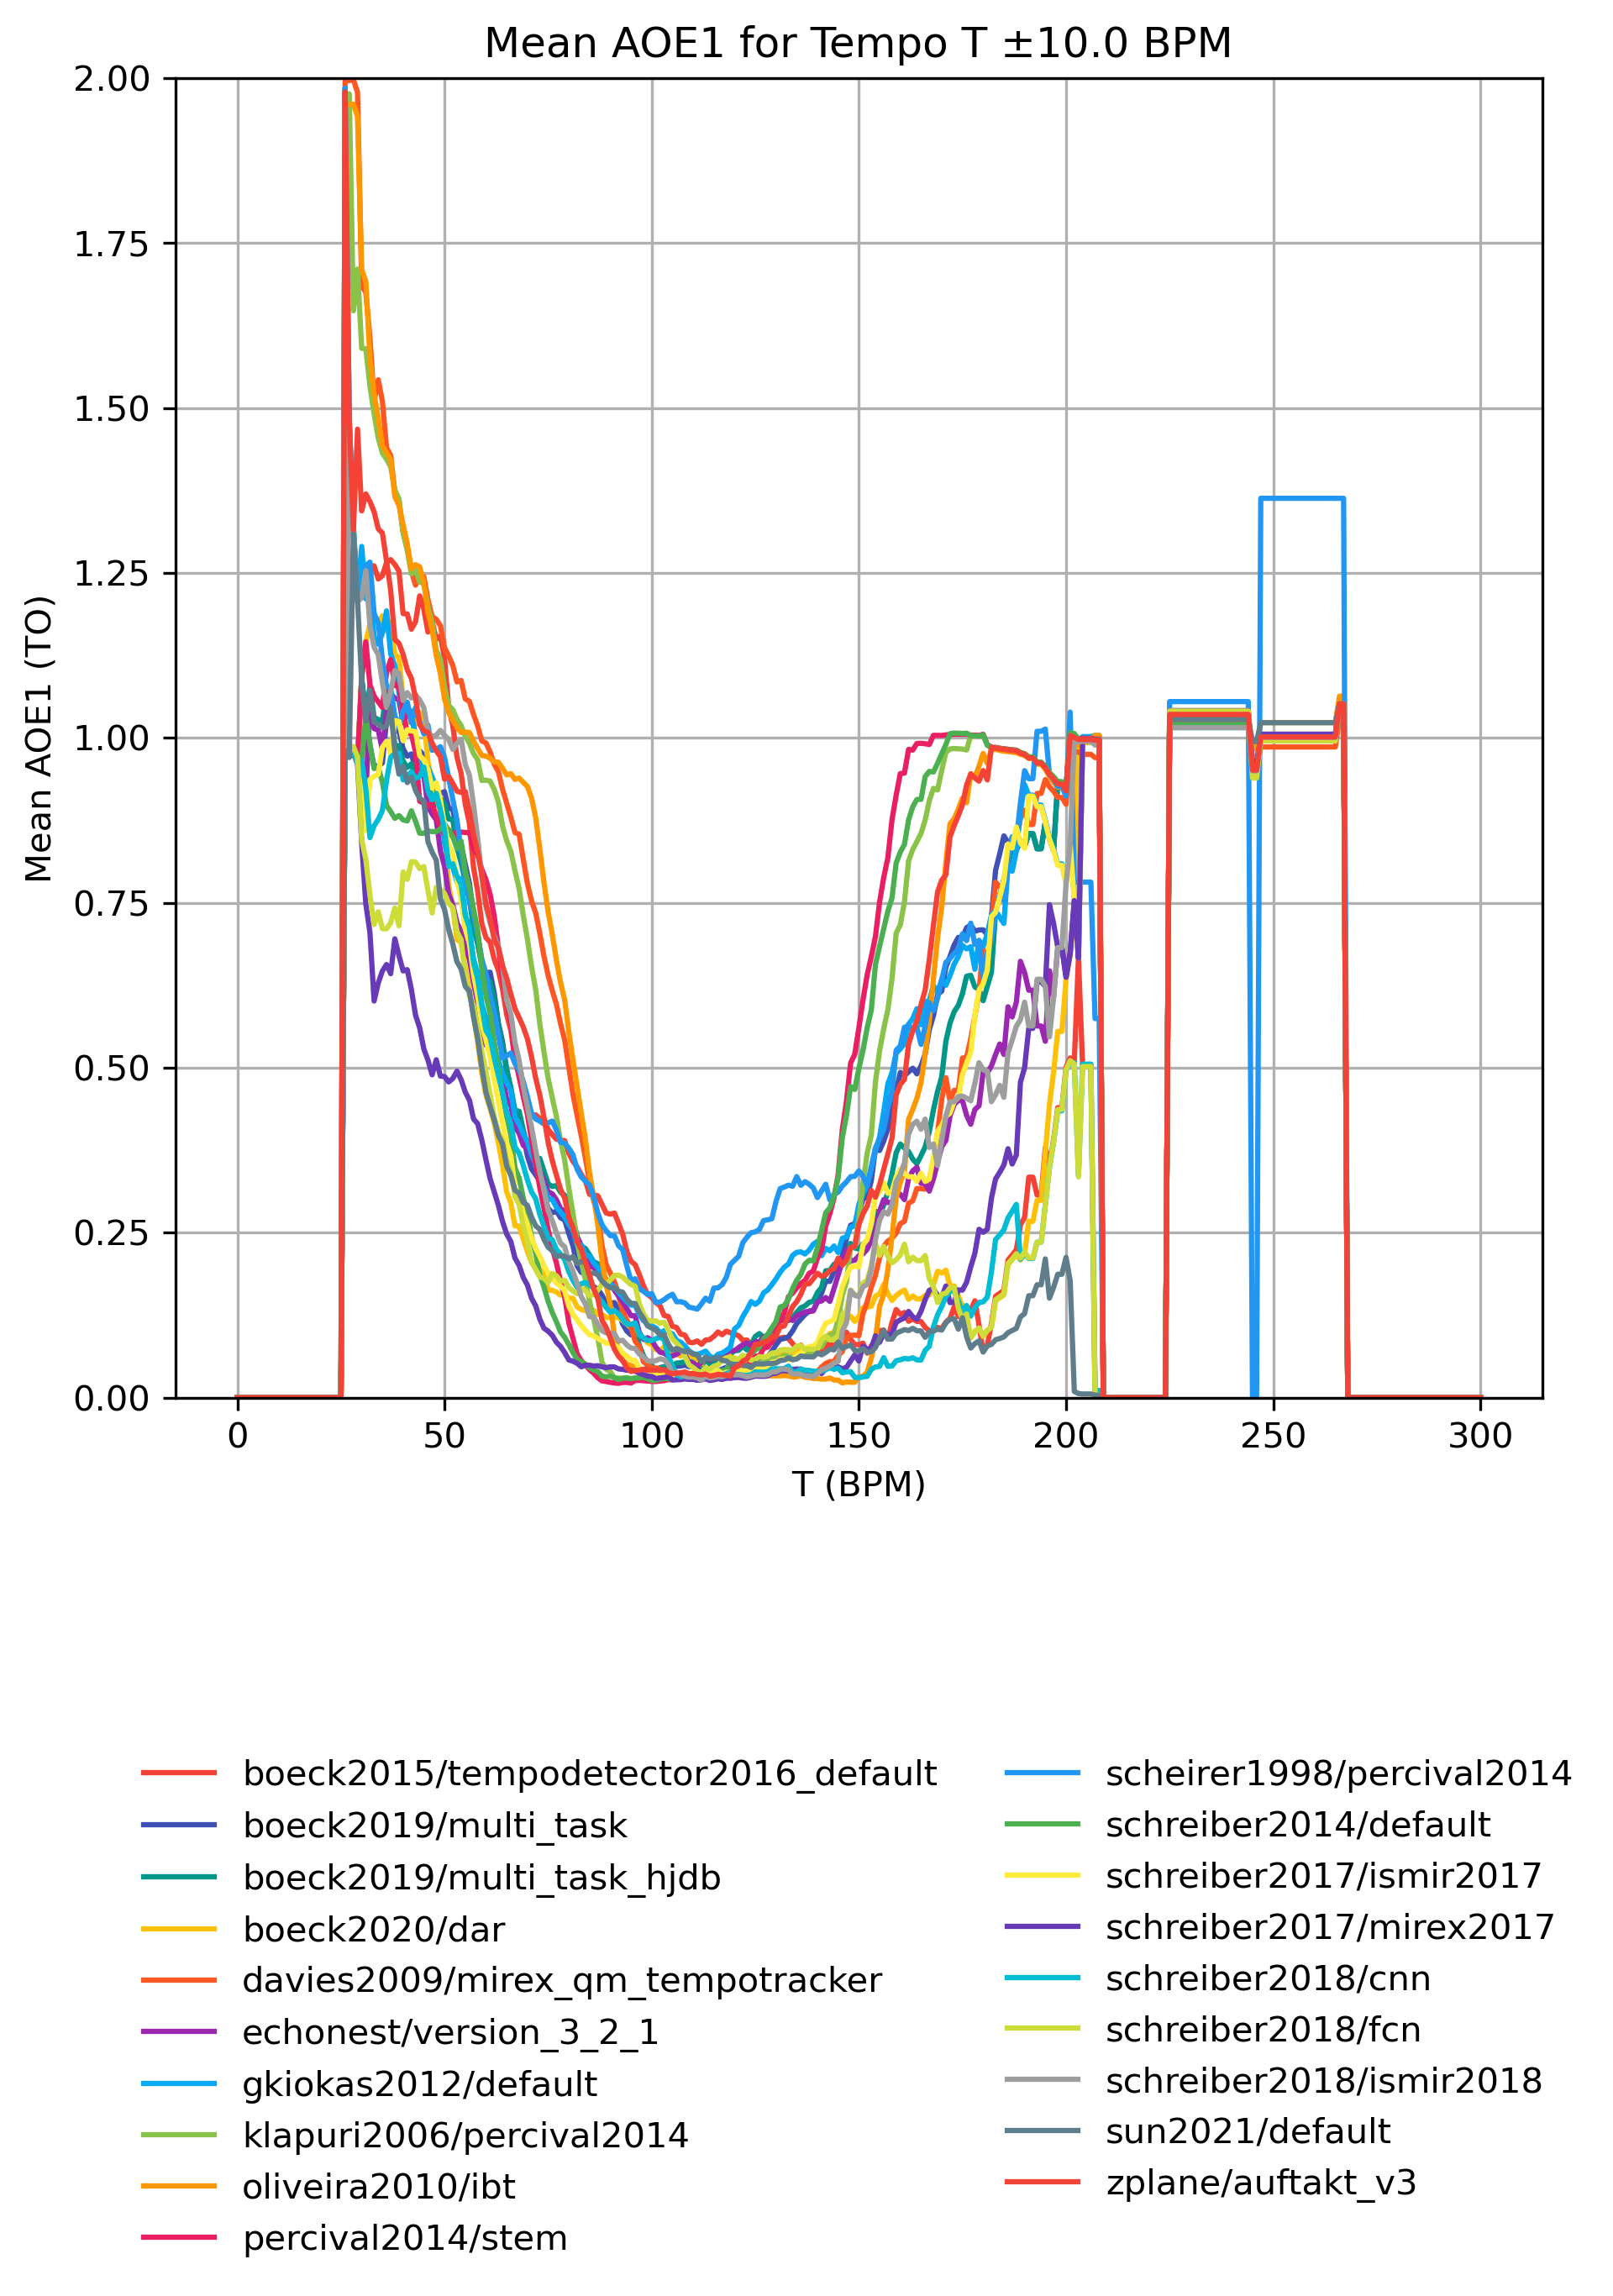 Mean AOE1 for Tempo T ±10.0 BPM
Mean AOE1 (TO)
2.00
1.75
1.50
1.25
1.00
0.75
0.50
0.25
0.00
0 50 100 150 200 250 300
T (BPM)
boeck2015/tempodetector2016_default
boeck2019/multi_task
boeck2019/multi_task_hjdb
boeck2020/dar
davies2009/mirex_qm_tempotracker
echonest/version_3_2_1
gkiokas2012/default
klapuri2006/percival2014
oliveira2010/ibt
percival2014/stem
scheirer1998/percival2014
schreiber2014/default
schreiber2017/ismir2017
schreiber2017/mirex2017
schreiber2018/cnn
schreiber2018/fcn
schreiber2018/ismir2018
sun2021/default
zplane/auftakt_v3